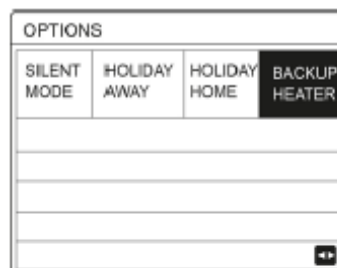 OPTIONS
SILENT MODE
HOLIDAY AWAY
HOLIDAY HOME
BACKUP HEATER